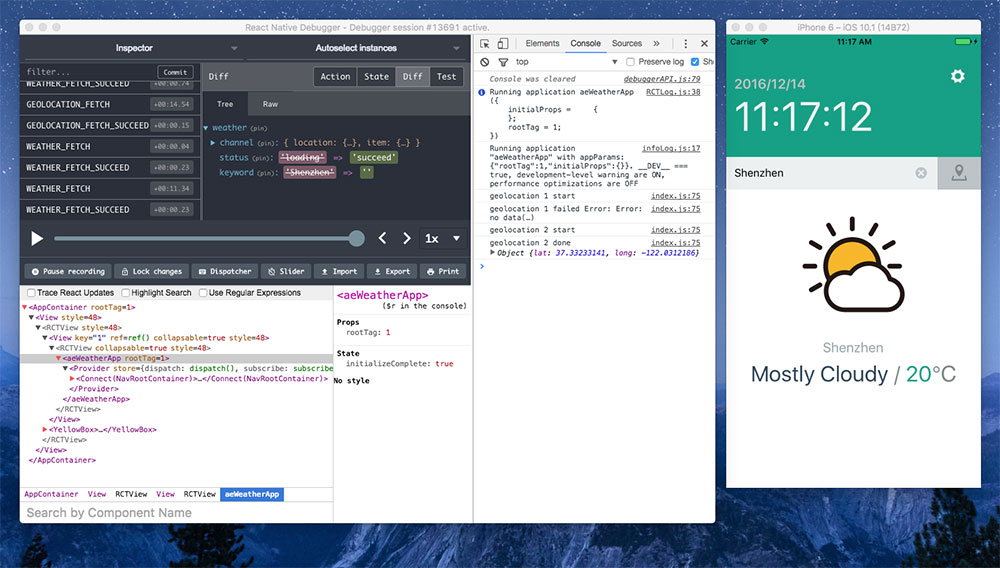 React Native Debugger - Debugger session #13691 active.
Inspector
Autoselect instances
filter...
Commit
WEATHER_FETCH_SUCCEED +00:00.74
GEOLOCATION_FETCH +00:14.54
GEOLOCATION_FETCH_SUCCEED +00:00.15
WEATHER_FETCH +00:00.04
WEATHER_FETCH_SUCCEED +00:00.23
WEATHER_FETCH +00:11.34
WEATHER_FETCH_SUCCEED +00:00.23
Diff
Action State Diff Test
Tree Raw
weather (pin)
channel (pin): { location: {…}, item: {…} }
status (pin): 'loading' => 'succeed'
keyword (pin): 'Shenzhen' => ''
1x
Pause recording Lock changes Dispatcher Slider Import Export Print
Trace React Updates Highlight Search Use Regular Expressions
<AppContainer rootTag=1>
<View style=48>
<RCTView style=48>
<View key="1" ref=ref() collapsable=true style=48>
<RCTView collapsable=true style=48>
<aeWeatherApp rootTag=1>
<Provider store={dispatch: dispatch(), subscribe: subscribe
<Connect(NavRootContainer)>…</Connect(NavRootContainer)>
</Provider>
</aeWeatherApp>
</RCTView>
</View>
<YellowBox>…</YellowBox>
</RCTView>
</View>
</AppContainer>
AppContainer View RCTView View RCTView aeWeatherApp
Search by Component Name
<aeWeatherApp>
($r in the console)
Props
rootTag: 1
State
initializeComplete: true
No style
Elements Console Sources »
top
Preserve log
Sho
Console was cleared debuggerAPI.js:79
Running application aeWeatherApp RCTLog.js:38
({
initialProps = {
};
rootTag = 1;
})
Running application infoLog.js:17
"aeWeatherApp" with appParams:
{"rootTag":1,"initialProps":{}}. __DEV__ ===
true, development-level warning are ON,
performance optimizations are OFF
geolocation 1 start index.js:75
geolocation 1 failed Error: Error: index.js:75
no data(…)
geolocation 2 start index.js:75
geolocation 2 done index.js:75
Object {lat: 37.33233141, long: -122.0312186}
iPhone 6 – iOS 10.1 (14B72)
Carrier 11:17 AM
2016/12/14
11:17:12
Shenzhen
Shenzhen
Mostly Cloudy / 20°C